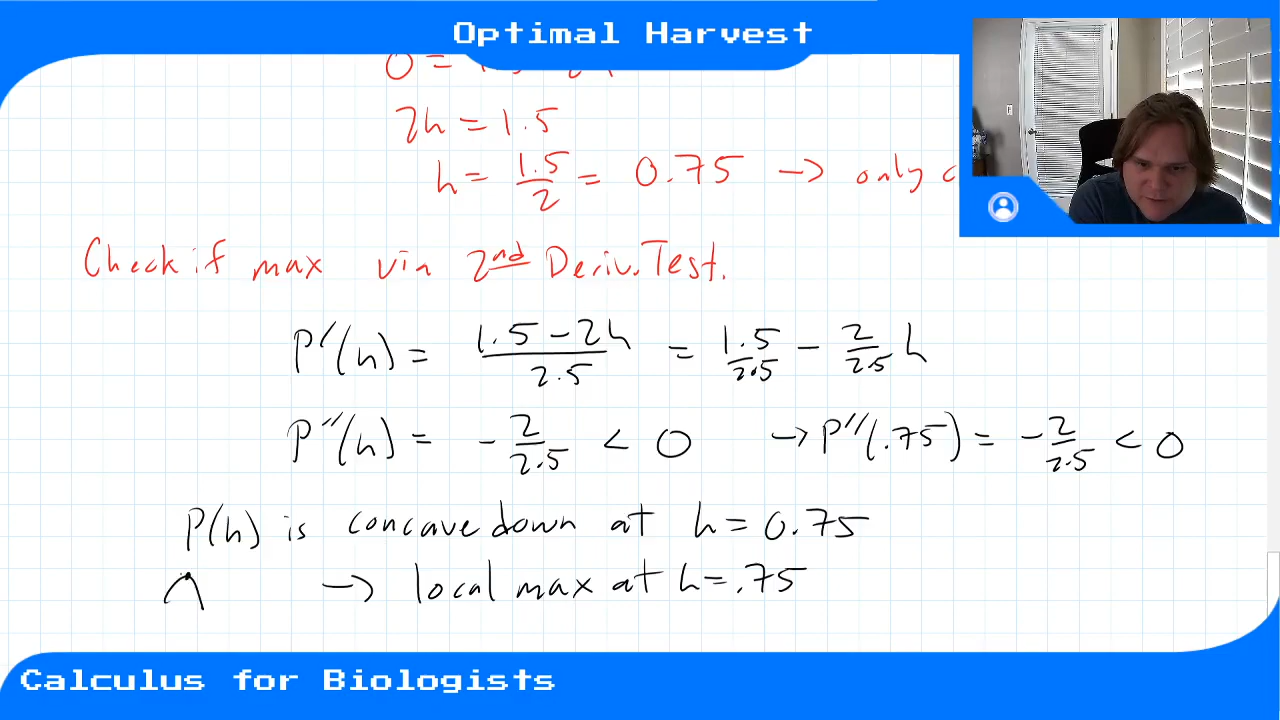 Optimal Harvest
2h = 1.5
h = 1.5/2 = 0.75 → only
Check if max via 2nd Deriv. Test.
P'(h) = (1.5 - 2h)/2.5 = 1.5/2.5 - 2/2.5 h
P''(h) = - 2/2.5 < 0 → P''(.75) = - 2/2.5 < 0
P(h) is concave down at h = 0.75
→ local max at h = .75
Calculus for Biologists